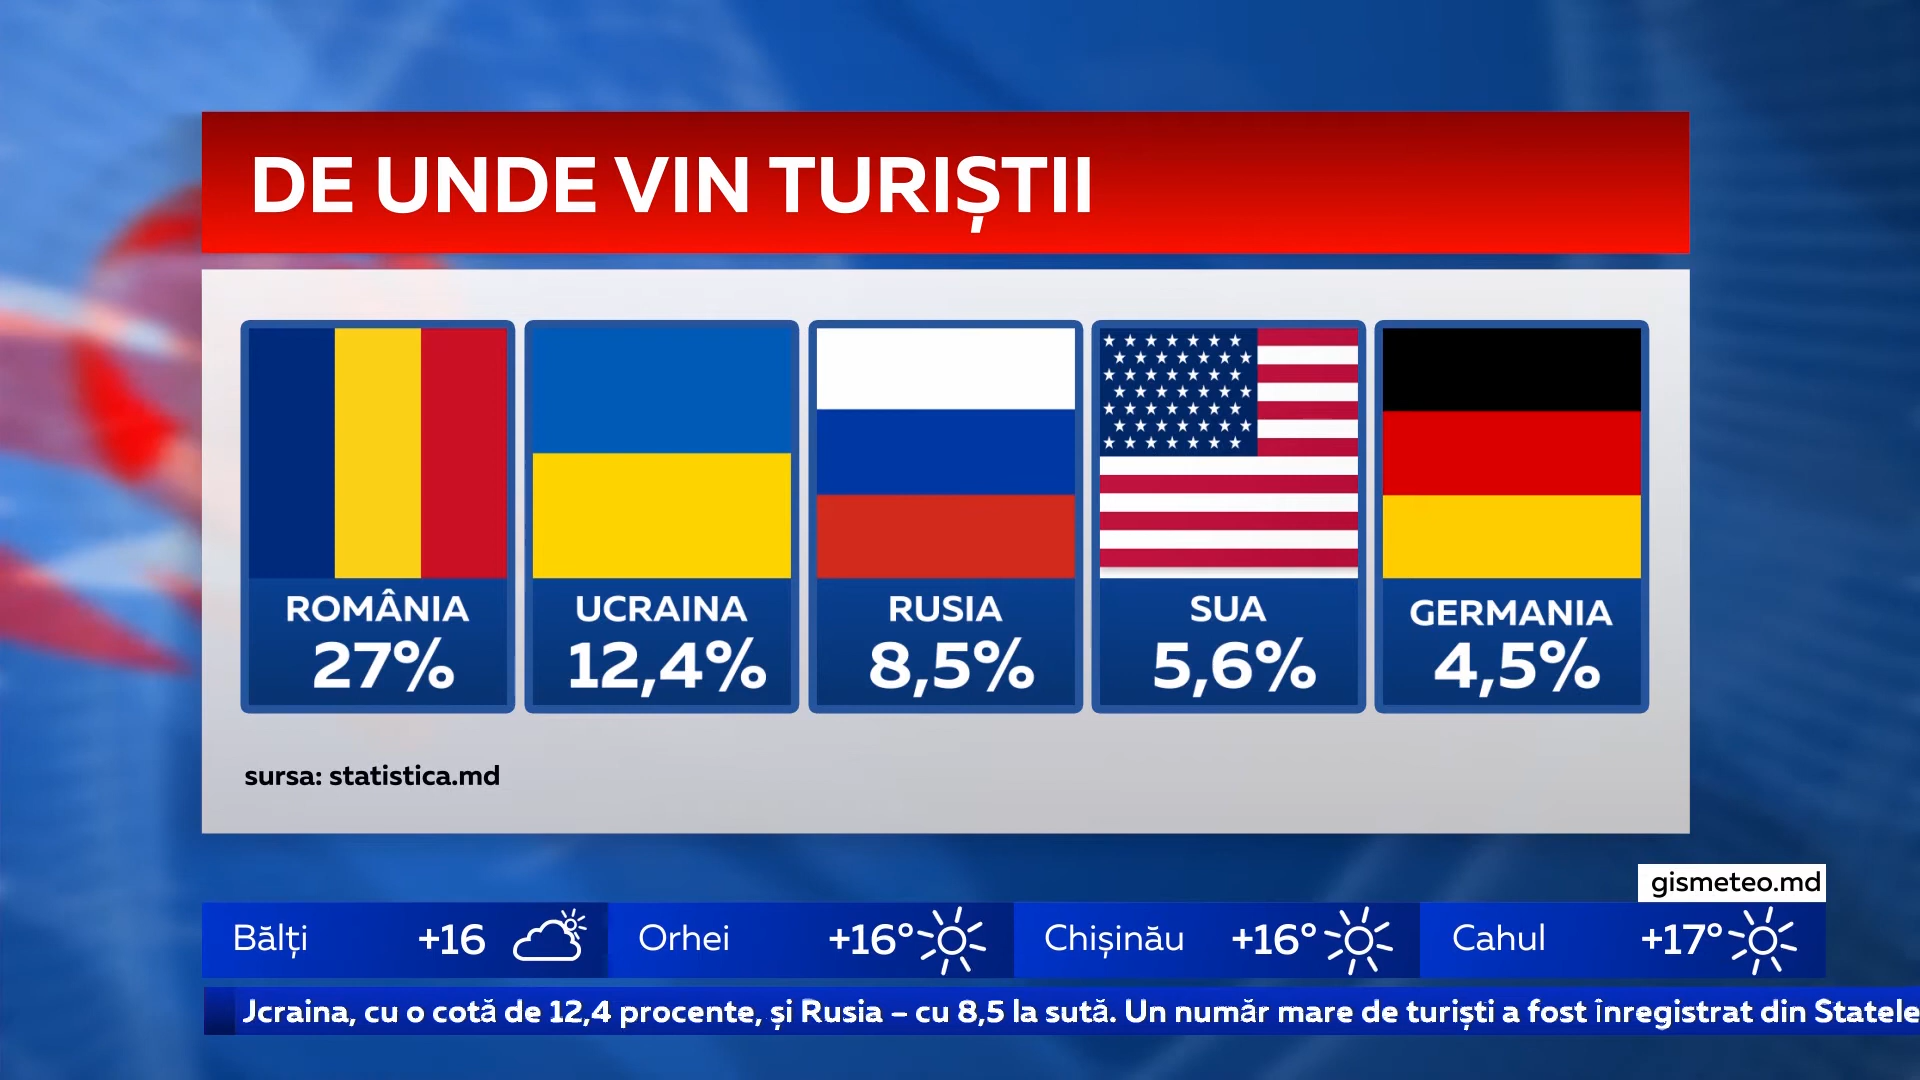 DE UNDE VIN TURIȘTII
ROMÂNIA
27%
UCRAINA
12,4%
RUSIA
8,5%
SUA
5,6%
GERMANIA
4,5%
sursa: statistica.md
gismeteo.md
Bălți +16
Orhei +16°
Chișinău +16°
Cahul +17°
Jcraina, cu o cotă de 12,4 procente, și Rusia – cu 8,5 la sută. Un număr mare de turiști a fost înregistrat din Statele